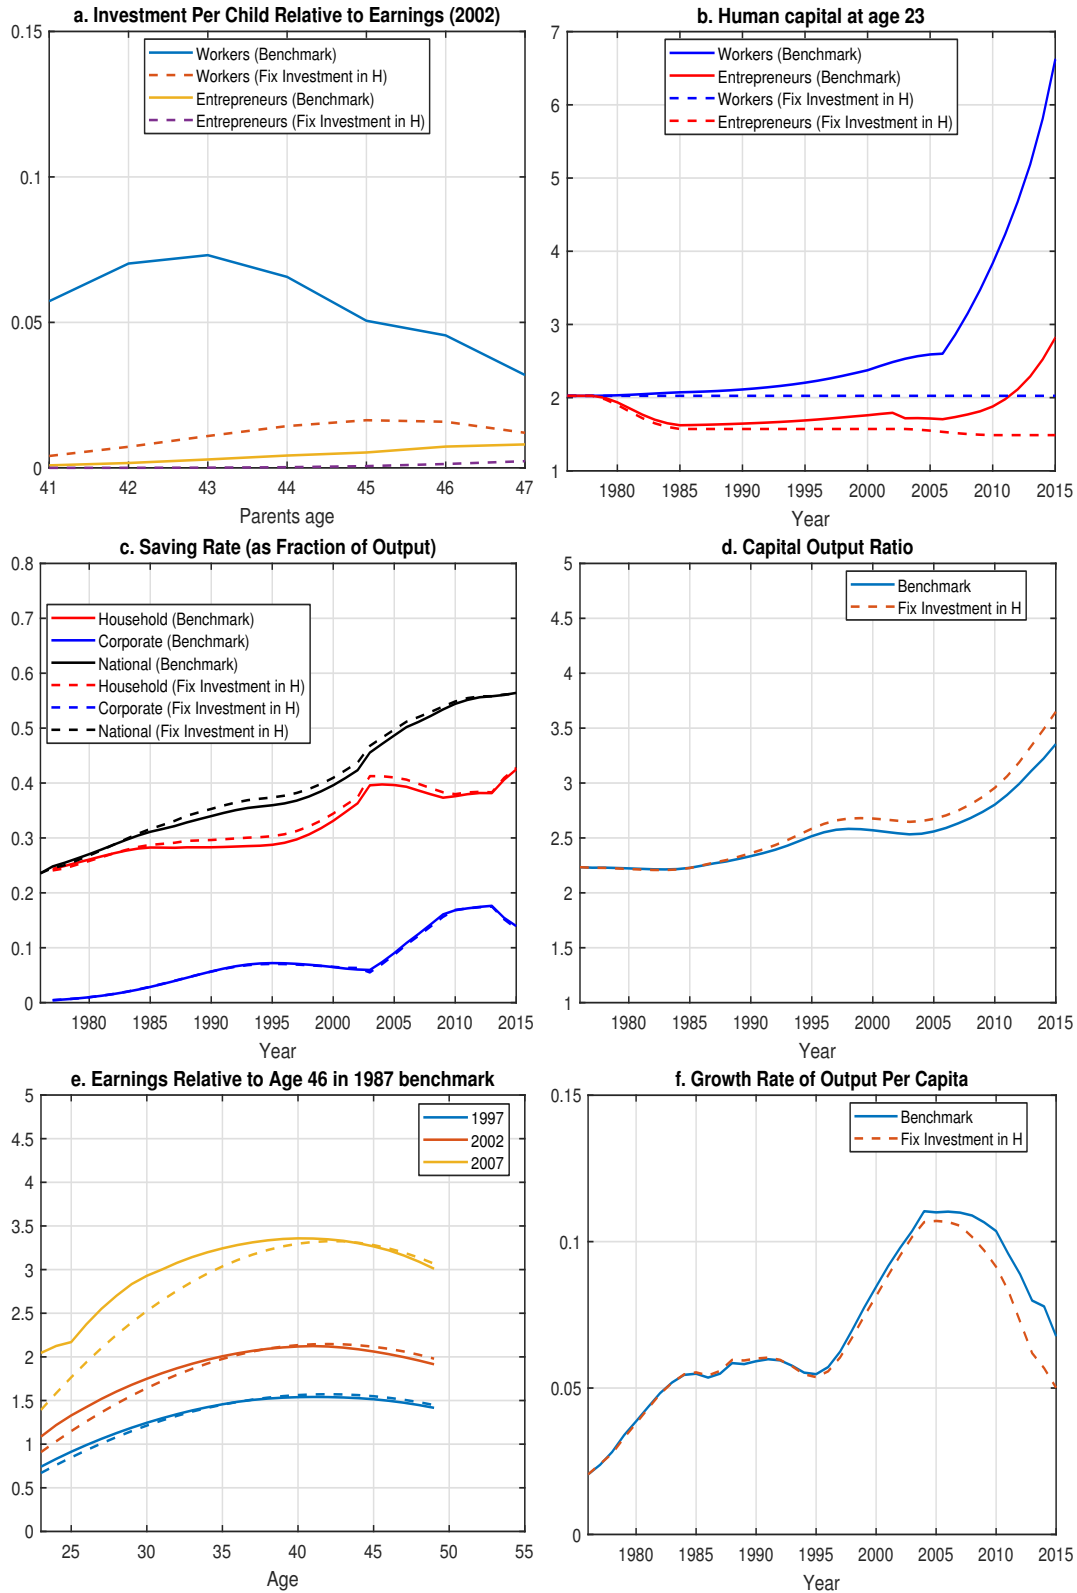 a. Investment Per Child Relative to Earnings (2002)
0.15
0.1
0.05
0
Workers (Benchmark)
Workers (Fix Investment in H)
Entrepreneurs (Benchmark)
Entrepreneurs (Fix Investment in H)
41 42 43 44 45 46 47
Parents age
b. Human capital at age 23
7
6
5
4
3
2
1
Workers (Benchmark)
Entrepreneurs (Benchmark)
Workers (Fix Investment in H)
Entrepreneurs (Fix Investment in H)
1980 1985 1990 1995 2000 2005 2010 2015
Year
c. Saving Rate (as Fraction of Output)
0.8
0.7
0.6
0.5
0.4
0.3
0.2
0.1
0
Household (Benchmark)
Corporate (Benchmark)
National (Benchmark)
Household (Fix Investment in H)
Corporate (Fix Investment in H)
National (Fix Investment in H)
1980 1985 1990 1995 2000 2005 2010 2015
Year
d. Capital Output Ratio
5
4.5
4
3.5
3
2.5
2
1.5
1
Benchmark
Fix Investment in H
1980 1985 1990 1995 2000 2005 2010 2015
Year
e. Earnings Relative to Age 46 in 1987 benchmark
5
4.5
4
3.5
3
2.5
2
1.5
1
0.5
0
1997
2002
2007
25 30 35 40 45 50 55
Age
f. Growth Rate of Output Per Capita
0.15
0.1
0.05
0
Benchmark
Fix Investment in H
1980 1985 1990 1995 2000 2005 2010 2015
Year